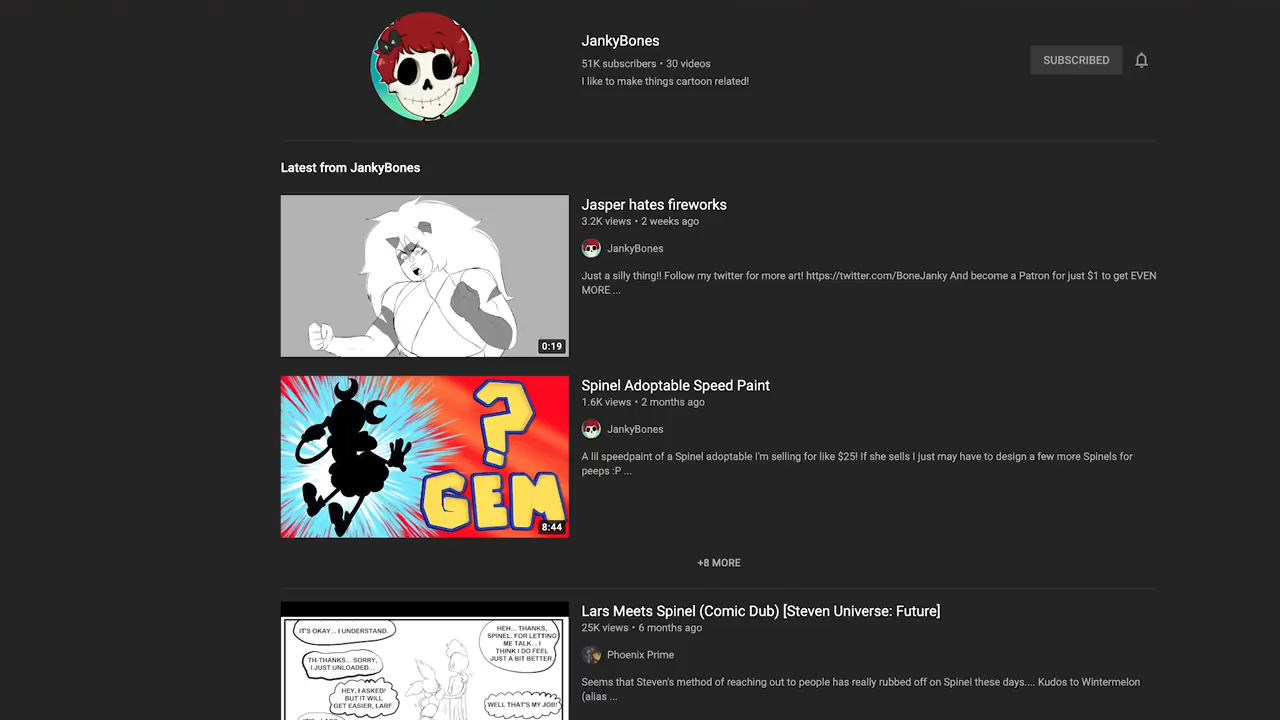 JankyBones
51K subscribers • 30 videos
I like to make things cartoon related!
SUBSCRIBED
Latest from JankyBones
Jasper hates fireworks
3.2K views • 2 weeks ago
JankyBones
Just a silly thing!! Follow my twitter for more art! https://twitter.com/BoneJanky And become a Patron for just $1 to get EVEN
MORE ...
0:19
Spinel Adoptable Speed Paint
1.6K views • 2 months ago
JankyBones
A lil speedpaint of a Spinel adoptable I'm selling for like $25! If she sells I just may have to design a few more Spinels for
peeps :P ...
?
GEM
8:44
+8 MORE
Lars Meets Spinel (Comic Dub) [Steven Universe: Future]
25K views • 6 months ago
Phoenix Prime
Seems that Steven's method of reaching out to people has really rubbed off on Spinel these days.... Kudos to Wintermelon
(alias ...
IT'S OKAY... I UNDERSTAND.
HEH... THANKS,
SPINEL. FOR LETTING
ME TALK... I
THINK I DO FEEL
JUST A BIT BETTER.
TH-THANKS... SORRY,
I JUST UNLOADED...
HEY, I ASKED!
BUT IT WILL
GET EASIER, LARF.
WELL THAT'S MY JOB!